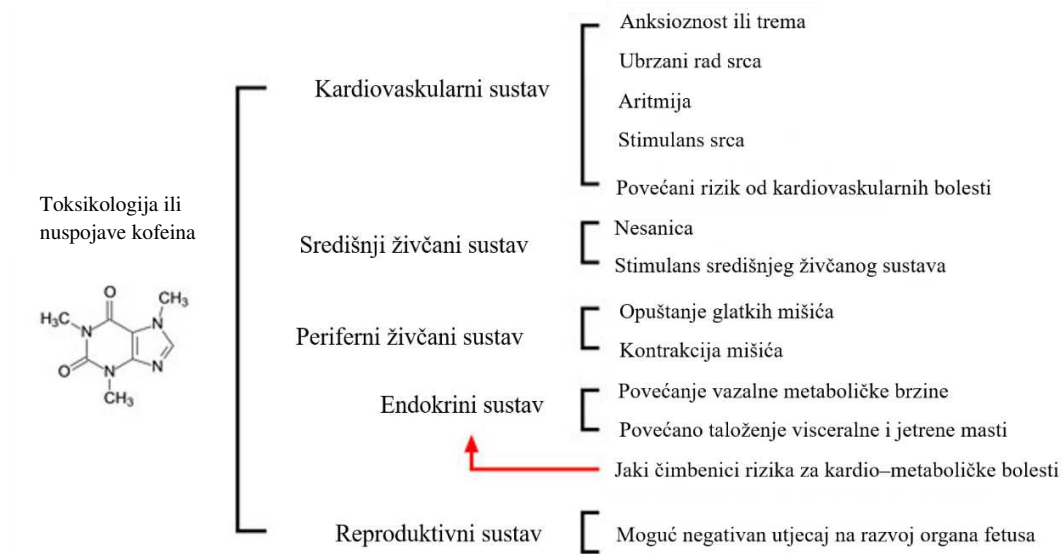 Toksikologija ili
nuspojave kofeina
O
CH₃
H₃C
N
N
O
N
N
CH₃
Kardiovaskularni sustav
Anksioznost ili trema
Ubrzani rad srca
Aritmija
Stimulans srca
Povećani rizik od kardiovaskularnih bolesti
Središnji živčani sustav
Nesanica
Stimulans središnjeg živčanog sustava
Periferni živčani sustav
Opuštanje glatkih mišića
Kontrakcija mišića
Endokrini sustav
Povećanje vazalne metaboličke brzine
Povećano taloženje visceralne i jetrene masti
Jaki čimbenici rizika za kardio–metaboličke bolesti
Reproduktivni sustav
Moguć negativan utjecaj na razvoj organa fetusa